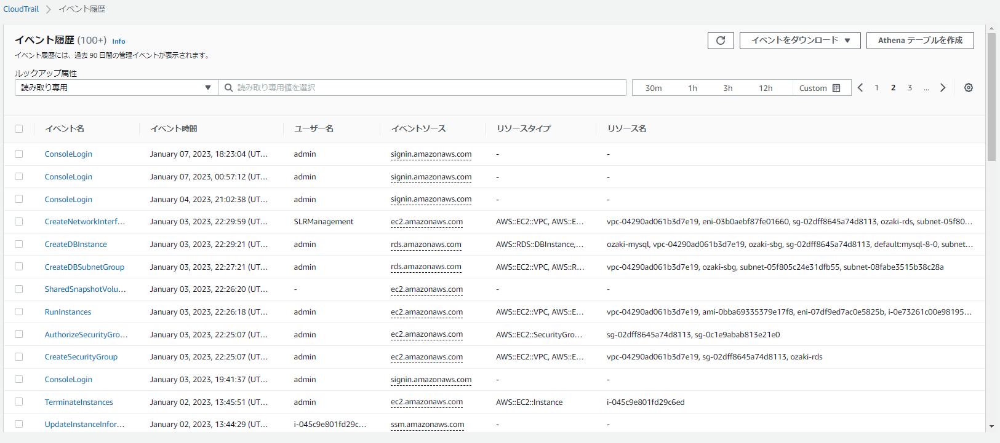 CloudTrail > イベント履歴
イベント履歴 (100+) Info
イベントをダウンロード ▼
Athena テーブルを作成
イベント履歴には、過去 90 日間の管理イベントが表示されます。
ルックアップ属性
読み取り専用 ▼ 読み取り専用値を選択 30m 1h 3h 12h Custom < 1 2 3 ... >
イベント名 イベント時間 ユーザー名 イベントソース リソースタイプ リソース名
ConsoleLogin January 07, 2023, 18:23:04 (UT... admin signin.amazonaws.com - -
ConsoleLogin January 07, 2023, 00:57:12 (UT... admin signin.amazonaws.com - -
ConsoleLogin January 04, 2023, 21:02:38 (UT... admin signin.amazonaws.com - -
CreateNetworkInterf... January 03, 2023, 22:29:59 (UT... SLRManagement ec2.amazonaws.com AWS::EC2::VPC, AWS::E... vpc-04290ad061b3d7e19, eni-03b0aebf87fe01660, sg-02dff8645a74d8113, ozaki-rds, subnet-05f80...
CreateDBInstance January 03, 2023, 22:29:21 (UT... admin rds.amazonaws.com AWS::RDS::DBInstance,... ozaki-mysql, vpc-04290ad061b3d7e19, ozaki-sbg, sg-02dff8645a74d8113, default:mysql-8-0, subnet...
CreateDBSubnetGroup January 03, 2023, 22:27:21 (UT... admin rds.amazonaws.com AWS::EC2::VPC, AWS::R... vpc-04290ad061b3d7e19, ozaki-sbg, subnet-05f805c24e31dfb55, subnet-08fabe3515b38c28a
SharedSnapshotVolu... January 03, 2023, 22:26:20 (UT... - ec2.amazonaws.com - -
RunInstances January 03, 2023, 22:26:18 (UT... admin ec2.amazonaws.com AWS::EC2::VPC, AWS::E... vpc-04290ad061b3d7e19, ami-0bba69335379e17f8, eni-07df9ed7ac0e5825b, i-0e73261c00e98195...
AuthorizeSecurityGro... January 03, 2023, 22:25:07 (UT... admin ec2.amazonaws.com AWS::EC2::SecurityGro... sg-02dff8645a74d8113, sg-0c1e9abab813e21e0
CreateSecurityGroup January 03, 2023, 22:25:07 (UT... admin ec2.amazonaws.com AWS::EC2::VPC, AWS::E... vpc-04290ad061b3d7e19, sg-02dff8645a74d8113, ozaki-rds
ConsoleLogin January 03, 2023, 19:41:37 (UT... admin signin.amazonaws.com - -
TerminateInstances January 02, 2023, 13:45:51 (UT... admin ec2.amazonaws.com AWS::EC2::Instance i-045c9e801fd29c6ed
UpdateInstanceInfor... January 02, 2023, 13:44:29 (UT... i-045c9e801fd29c... ssm.amazonaws.com - -